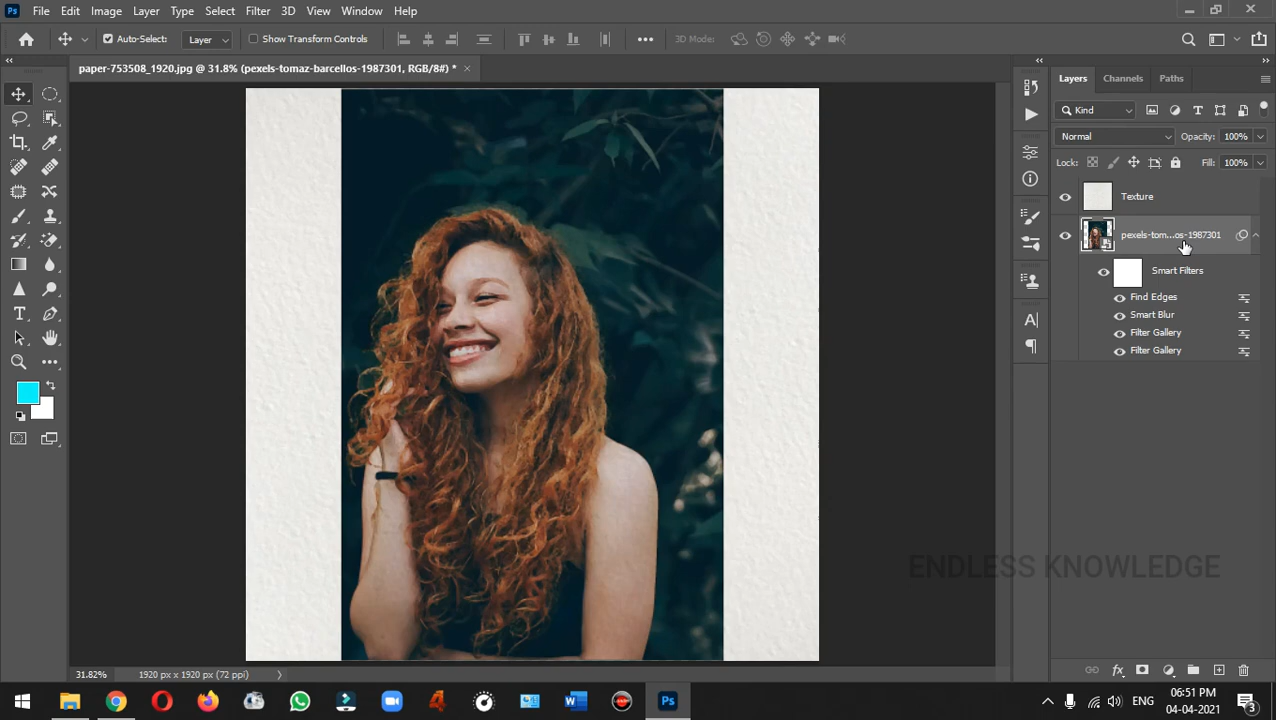 Ps File Edit Image Layer Type Select Filter 3D View Window Help
Auto-Select: Layer Show Transform Controls 3D Mode:
paper-753508_1920.jpg @ 31.8% (pexels-tomaz-barcellos-1987301, RGB/8#) * ×
Layers Channels Paths
Kind
Normal Opacity: 100%
Lock: Fill: 100%
Texture
pexels-tom...os-1987301
Smart Filters
Find Edges
Smart Blur
Filter Gallery
Filter Gallery
ENDLESS KNOWLEDGE
31.82% 1920 px x 1920 px (72 ppi)
ENG 06:51 PM
04-04-2021 3